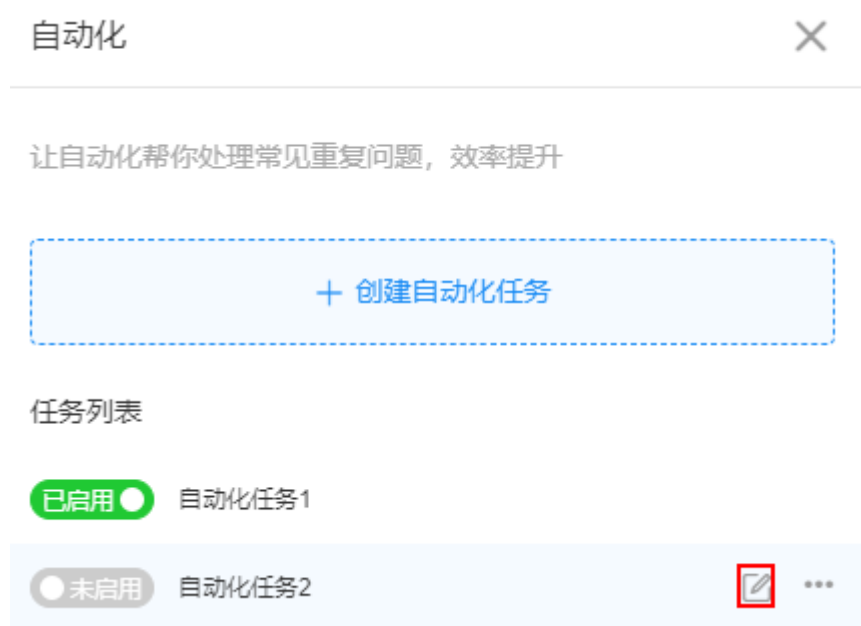 自动化
让自动化帮你处理常见重复问题，效率提升
创建自动化任务
任务列表
已启用 自动化任务1
未启用 自动化任务2